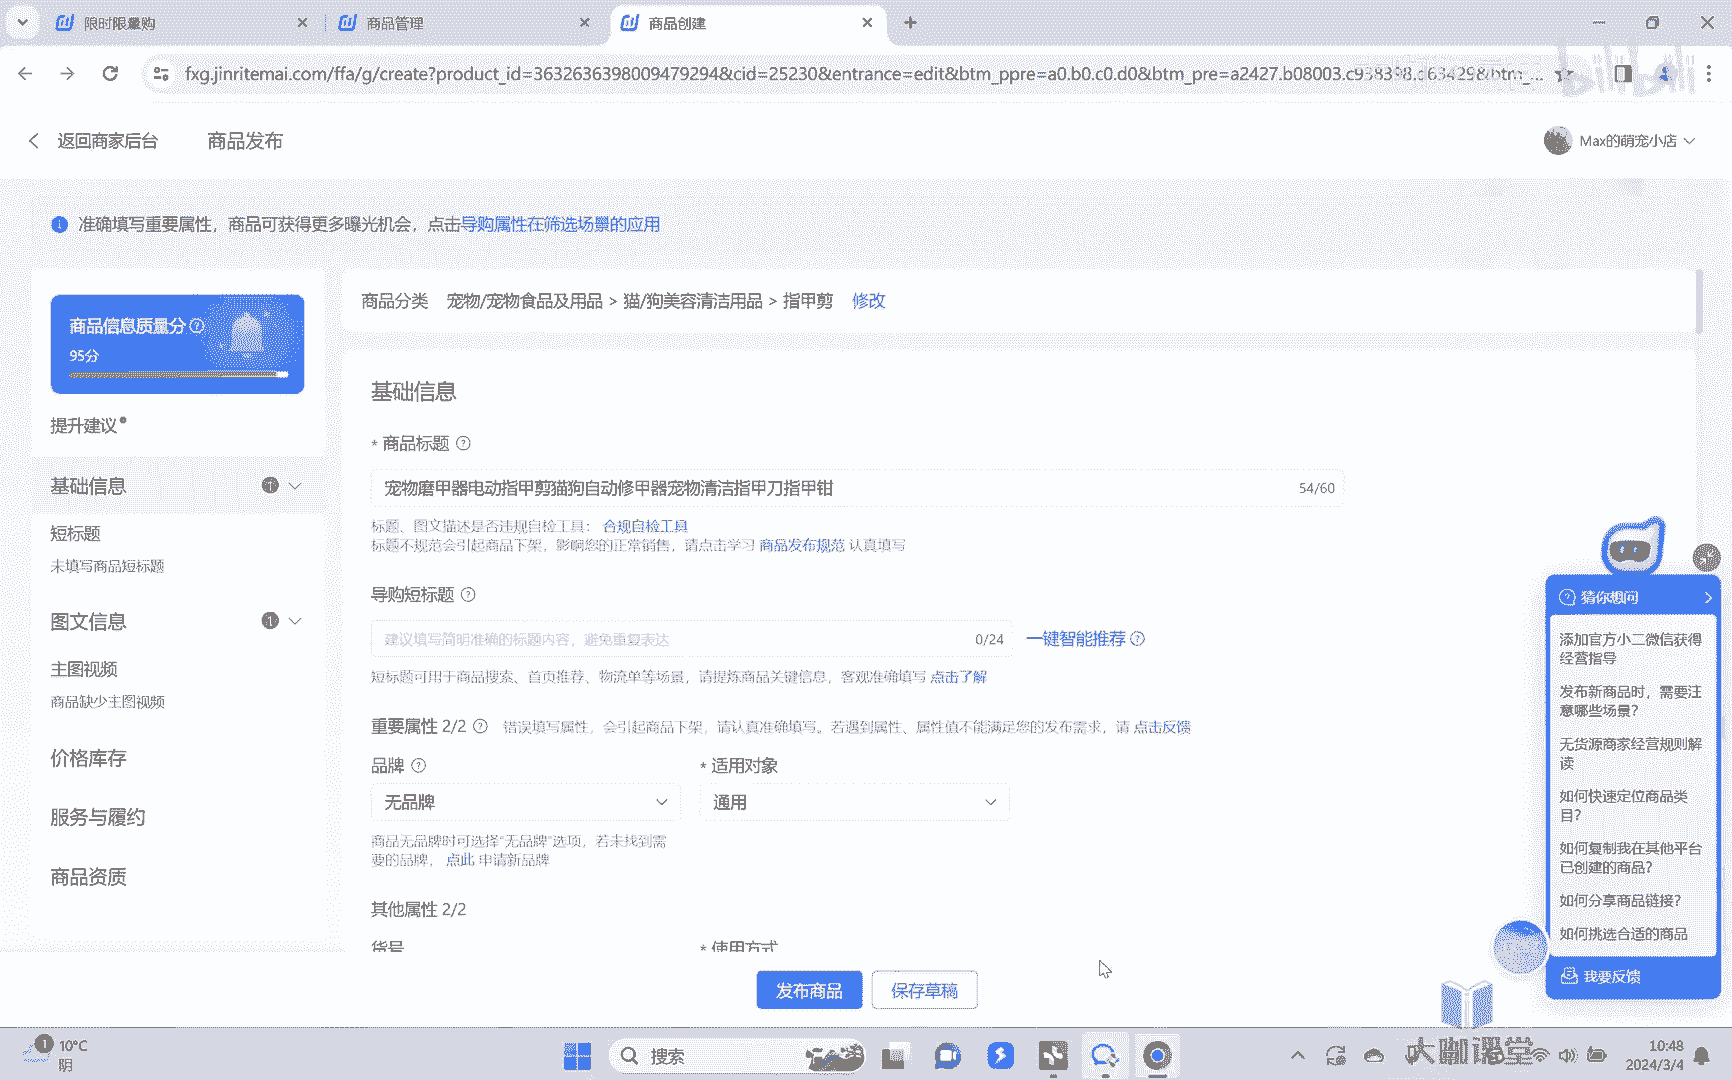 限时限量购
商品管理
商品创建
fxg.jinritemai.com/ffa/g/create?product_id=3632636398009479294&cid=25230&entrance=edit&btm_ppre=a0.b0.c0.d0&btm_pre=a2427.b08003.c938398.d63429&btm_...
bilibili
返回商家后台
商品发布
Max的萌宠小店
准确填写重要属性，商品可获得更多曝光机会，点击导购属性在筛选场景的应用
商品信息质量分
95分
提升建议
基础信息
1
短标题
未填写商品短标题
图文信息
1
主图视频
商品缺少主图视频
价格库存
服务与履约
商品资质
商品分类 宠物/宠物食品及用品 > 猫/狗美容清洁用品 > 指甲剪 修改
基础信息
* 商品标题
宠物磨甲器电动指甲剪猫狗自动修甲器宠物清洁指甲刀指甲钳
54/60
标题、图文描述是否违规自检工具： 合规自检工具
标题不规范会引起商品下架，影响您的正常销售，请点击学习 商品发布规范 认真填写
导购短标题
建议填写简明准确的标题内容，避免重复表达
0/24
一键智能推荐
短标题可用于商品搜索、首页推荐、物流单等场景，请提炼商品关键信息，客观准确填写 点击了解
重要属性 2/2 错误填写属性，会引起商品下架，请认真准确填写。若遇到属性、属性值不能满足您的发布需求，请 点击反馈
品牌
* 适用对象
无品牌
通用
商品无品牌时可选择“无品牌”选项，若未找到需
要的品牌， 点此 申请新品牌
其他属性 2/2
货号
* 使用方式
发布商品
保存草稿
猜你想问
添加官方小二微信获得
经营指导
发布新商品时，需要注
意哪些场景?
无货源商家经营规则解
读
如何快速定位商品类
目?
如何复制我在其他平台
已创建的商品?
如何分享商品链接?
如何挑选合适的商品
我要反馈
1
10°C
阴
搜索
大咖课堂
10:48
2024/3/4